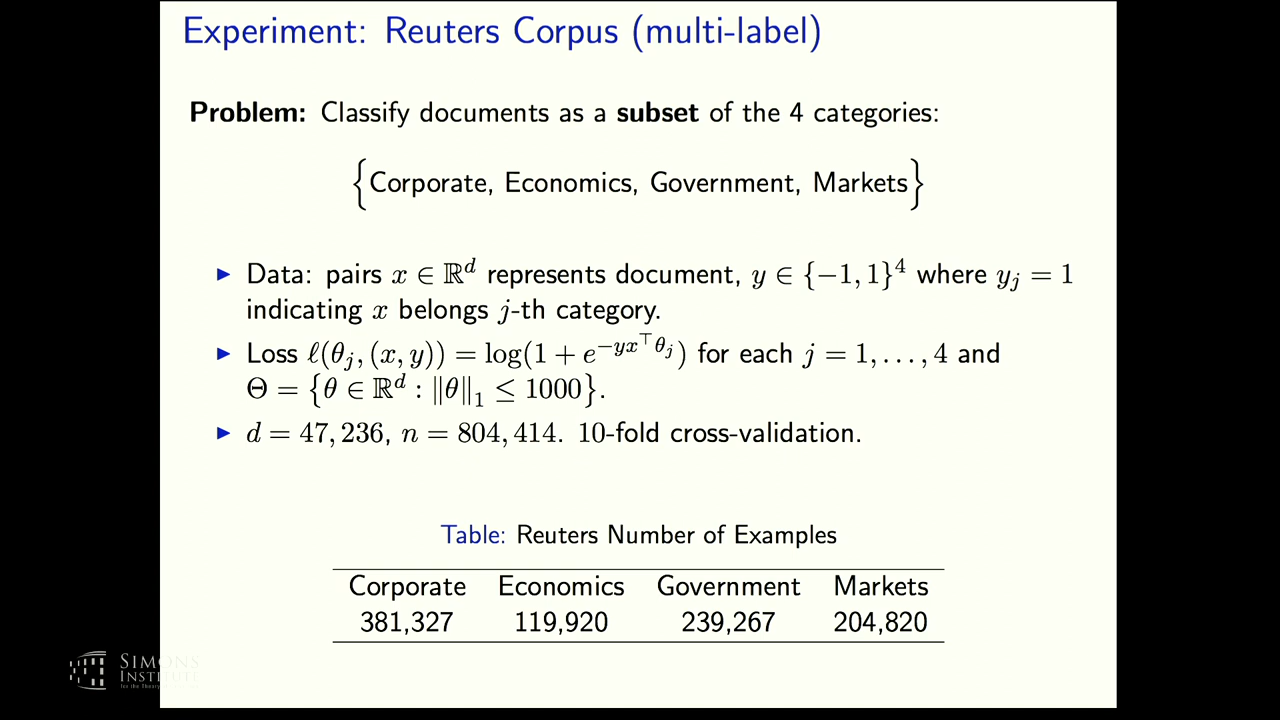 Experiment: Reuters Corpus (multi-label)
Problem: Classify documents as a subset of the 4 categories:
{Corporate, Economics, Government, Markets}
▶ Data: pairs x ∈ ℝ^d represents document, y ∈ {−1, 1}^4 where y_j = 1
indicating x belongs j-th category.
▶ Loss ℓ(θ_j, (x, y)) = log(1 + e^{−yx^⊤θ_j}) for each j = 1, . . . , 4 and
Θ = {θ ∈ ℝ^d : ‖θ‖_1 ≤ 1000}.
▶ d = 47,236, n = 804,414. 10-fold cross-validation.
Table: Reuters Number of Examples
Corporate Economics Government Markets
381,327 119,920 239,267 204,820
SIMONS
INSTITUTE
for the Theory